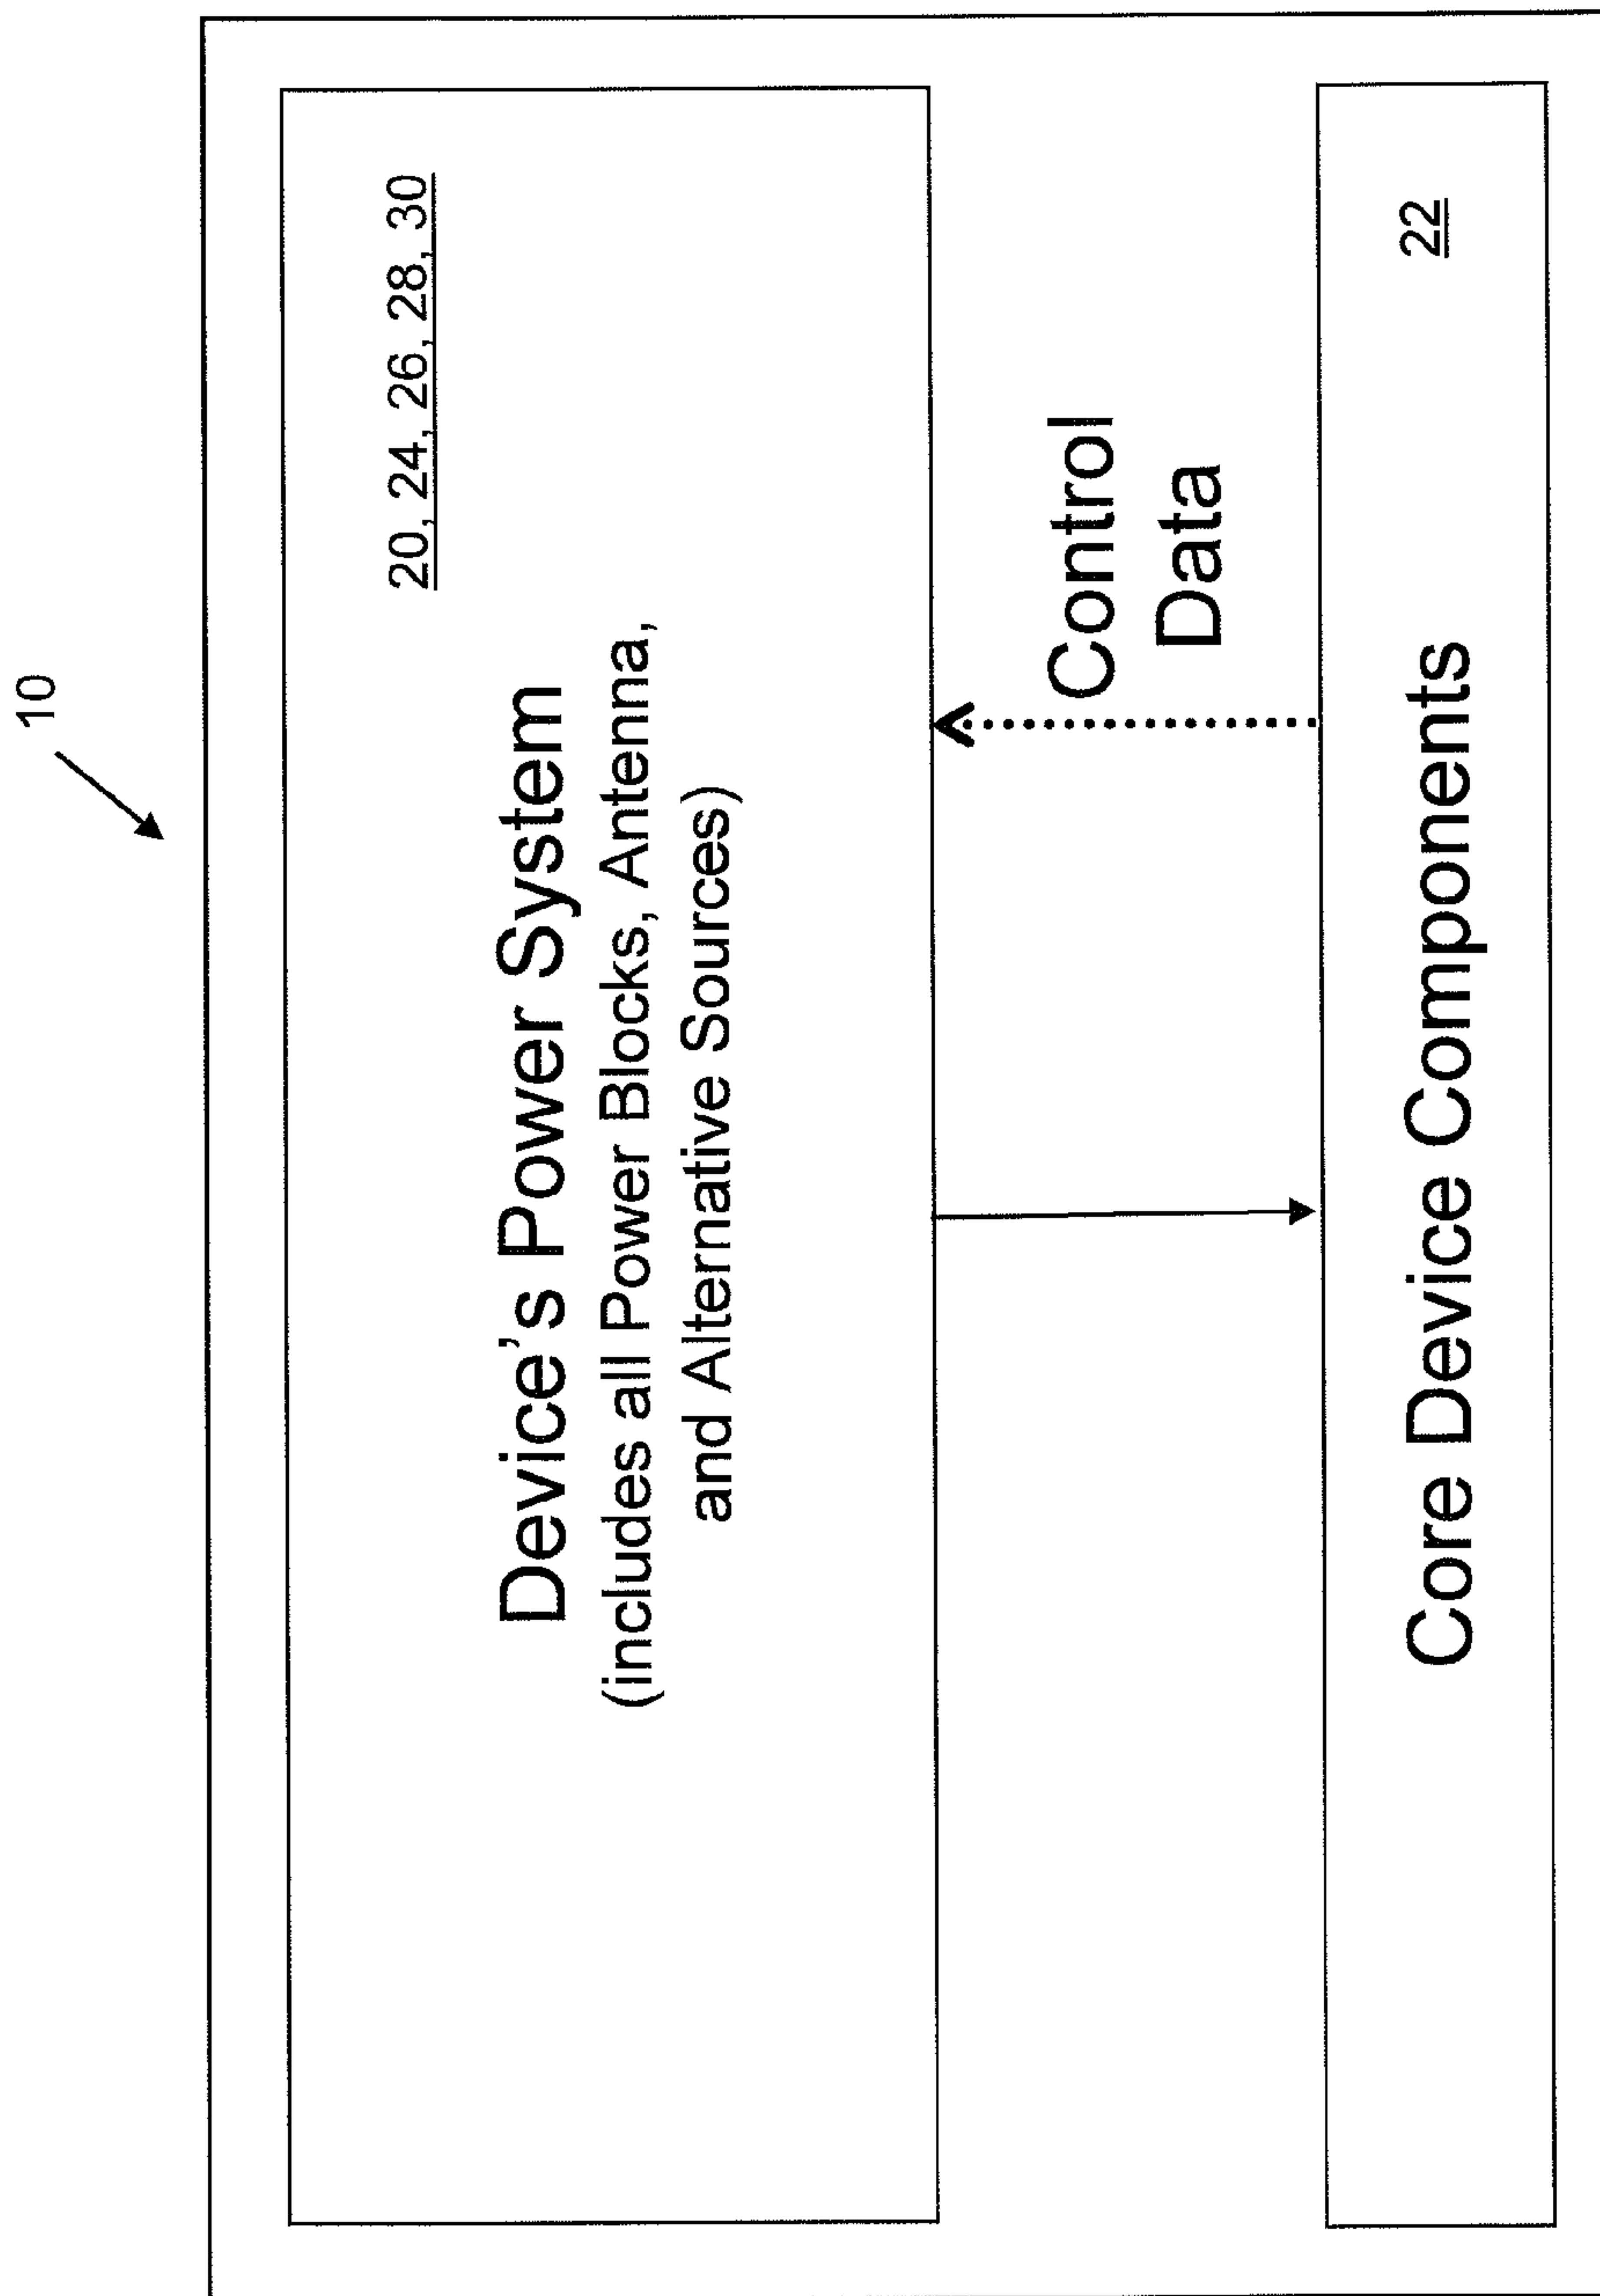 10
20, 24, 26, 28, 30
Device's Power System
(includes all Power Blocks, Antenna,
and Alternative Sources)
Control
Data
22
Core Device Components